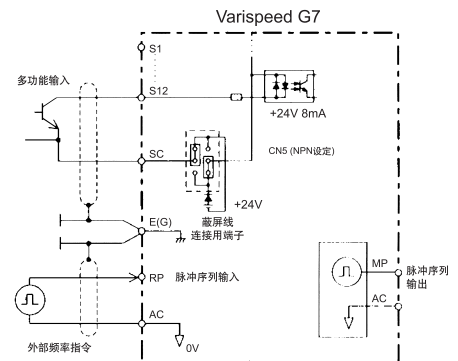 Varispeed G7
S1
多功能输入
S12
+24V 8mA
SC
CN5 (NPN设定)
+24V
E(G)
蔽屏线
连接用端子
RP
脉冲序列输入
MP
脉冲序列
输出
AC
AC
外部频率指令
0V